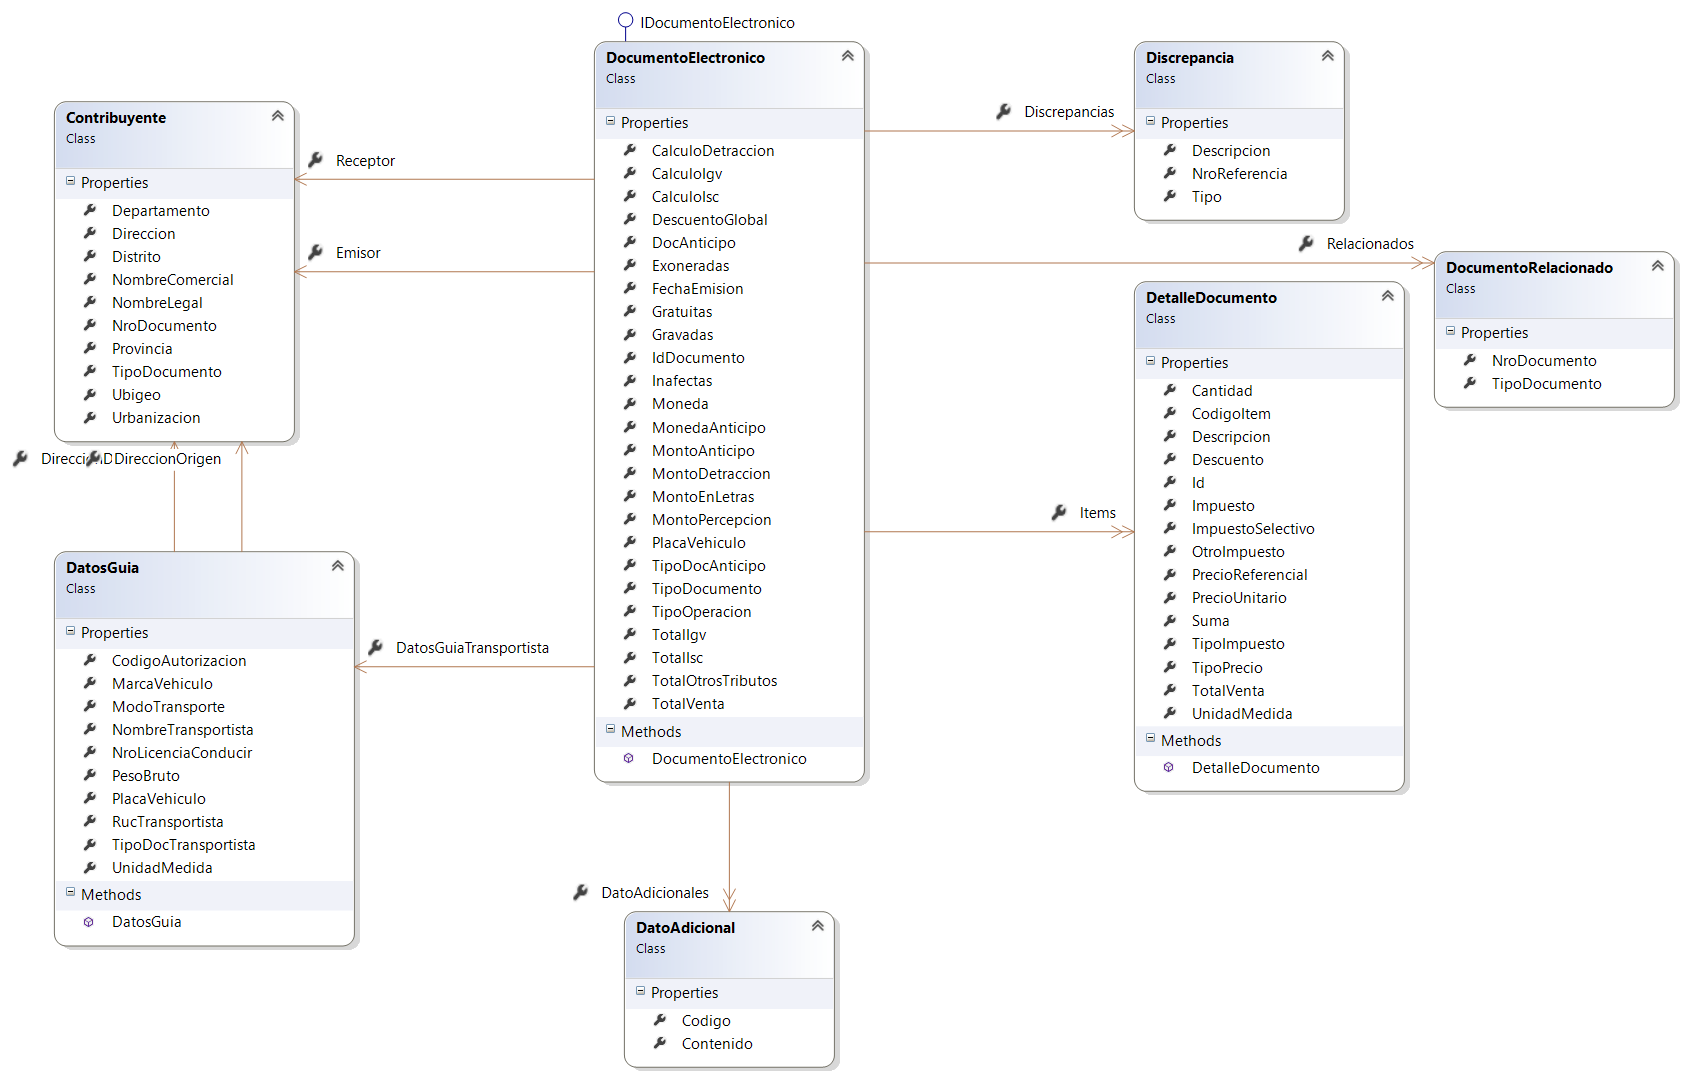 IDocumentoElectronico
DocumentoElectronico
Class
Properties
CalculoDetraccion
CalculoIgv
CalculoIsc
DescuentoGlobal
DocAnticipo
Exoneradas
FechaEmision
Gratuitas
Gravadas
IdDocumento
Inafectas
Moneda
MonedaAnticipo
MontoAnticipo
MontoDetraccion
MontoEnLetras
MontoPercepcion
PlacaVehiculo
TipoDocAnticipo
TipoDocumento
TipoOperacion
TotalIgv
TotalIsc
TotalOtrosTributos
TotalVenta
Methods
DocumentoElectronico
Contribuyente
Class
Properties
Departamento
Direccion
Distrito
NombreComercial
NombreLegal
NroDocumento
Provincia
TipoDocumento
Ubigeo
Urbanizacion
Receptor
Emisor
DireccionOrigen
DatosGuia
Class
Properties
CodigoAutorizacion
MarcaVehiculo
ModoTransporte
NombreTransportista
NroLicenciaConducir
PesoBruto
PlacaVehiculo
RucTransportista
TipoDocTransportista
UnidadMedida
Methods
DatosGuia
DatosGuiaTransportista
DatoAdicionales
DatoAdicional
Class
Properties
Codigo
Contenido
Discrepancias
Discrepancia
Class
Properties
Descripcion
NroReferencia
Tipo
Relacionados
DocumentoRelacionado
Class
Properties
NroDocumento
TipoDocumento
Items
DetalleDocumento
Class
Properties
Cantidad
CodigoItem
Descripcion
Descuento
Id
Impuesto
ImpuestoSelectivo
OtroImpuesto
PrecioReferencial
PrecioUnitario
Suma
TipoImpuesto
TipoPrecio
TotalVenta
UnidadMedida
Methods
DetalleDocumento